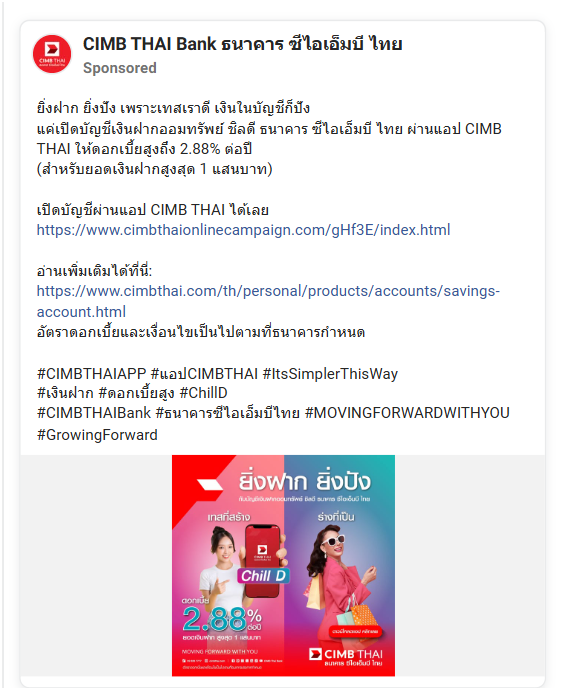 CIMB THAI Bank ธนาคาร ซีไอเอ็มบี ไทย
CIMB THAI
Sponsored
ยิ่งฝาก ยิ่งปัง เพราะเทสเราดี เงินในบัญชีก็ปัง
แค่เปิดบัญชีเงินฝากออมทรัพย์ ชิลดี ธนาคาร ซีไอเอ็มบี ไทย ผ่านแอป CIMB
THAI ให้ดอกเบี้ยสูงถึง 2.88% ต่อปี
(สำหรับยอดเงินฝากสูงสุด 1 แสนบาท)
เปิดบัญชีผ่านแอป CIMB THAI ได้เลย
https://www.cimbthaionlinecampaign.com/gHf3E/index.html
อ่านเพิ่มเติมได้ที่นี่:
https://www.cimbthai.com/th/personal/products/accounts/savings-
account.html
อัตราดอกเบี้ยและเงื่อนไขเป็นไปตามที่ธนาคารกำหนด
#CIMBTHAIAPP #แอปCIMBTHAI #ItsSimplerThisWay
#เงินฝาก #ดอกเบี้ยสูง #ChillD
#CIMBTHAIBank #ธนาคารซีไอเอ็มบีไทย #MOVINGFORWARDWITHYOU
#GrowingForward
ยิ่งฝาก ยิ่งปัง
กับบัญชีเงินฝากออมทรัพย์ ชิลดี ธนาคาร ซีไอเอ็มบี ไทย
เทสที่สร้าง
ร่างที่เป็น
CIMB THAI
Chill D
ดอกเบี้ย
2.88%
ต่อปี
ยอดเงินฝาก สูงสุด 1 แสนบาท
MOVING FORWARD WITH YOU
CIMB THAI
ธนาคาร ซีไอเอ็มบี ไทย